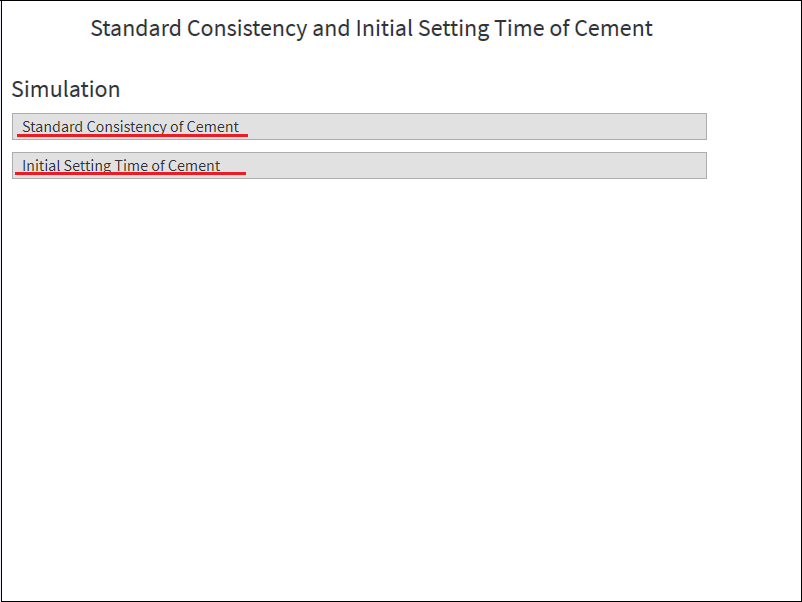 Standard Consistency and Initial Setting Time of Cement
Simulation
Standard Consistency of Cement
Initial Setting Time of Cement